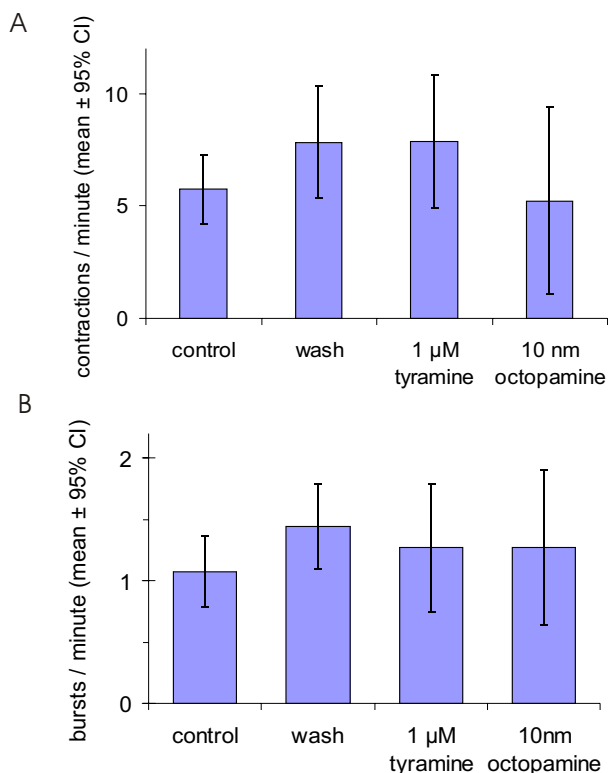 A
contractions / minute (mean ± 95% CI)
10
5
0
control wash 1 µM 10 nm
tyramine octopamine
B
bursts / minute (mean ± 95% CI)
2
1
0
control wash 1 µM 10nm
tyramine octopamine